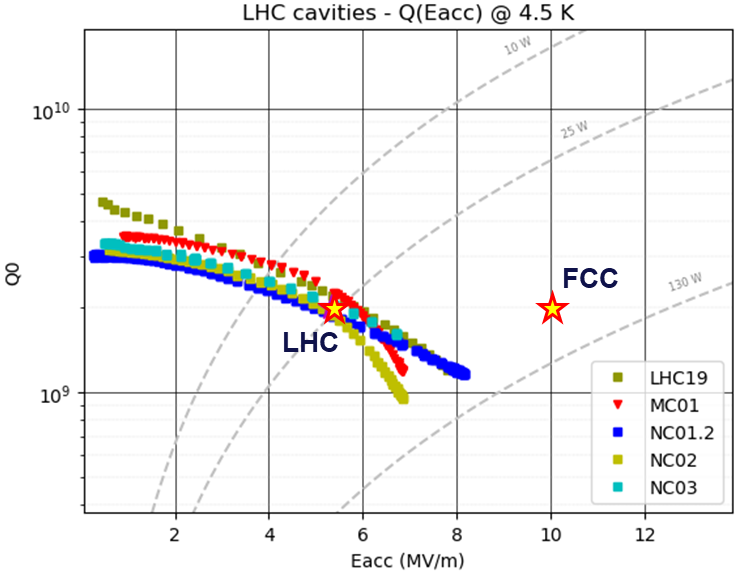 LHC cavities - Q(Eacc) @ 4.5 K
10 W
10¹⁰
25 W
FCC
130 W
Q0
LHC
10⁹
LHC19
MC01
NC01.2
NC02
NC03
2 4 6 8 10 12
Eacc (MV/m)